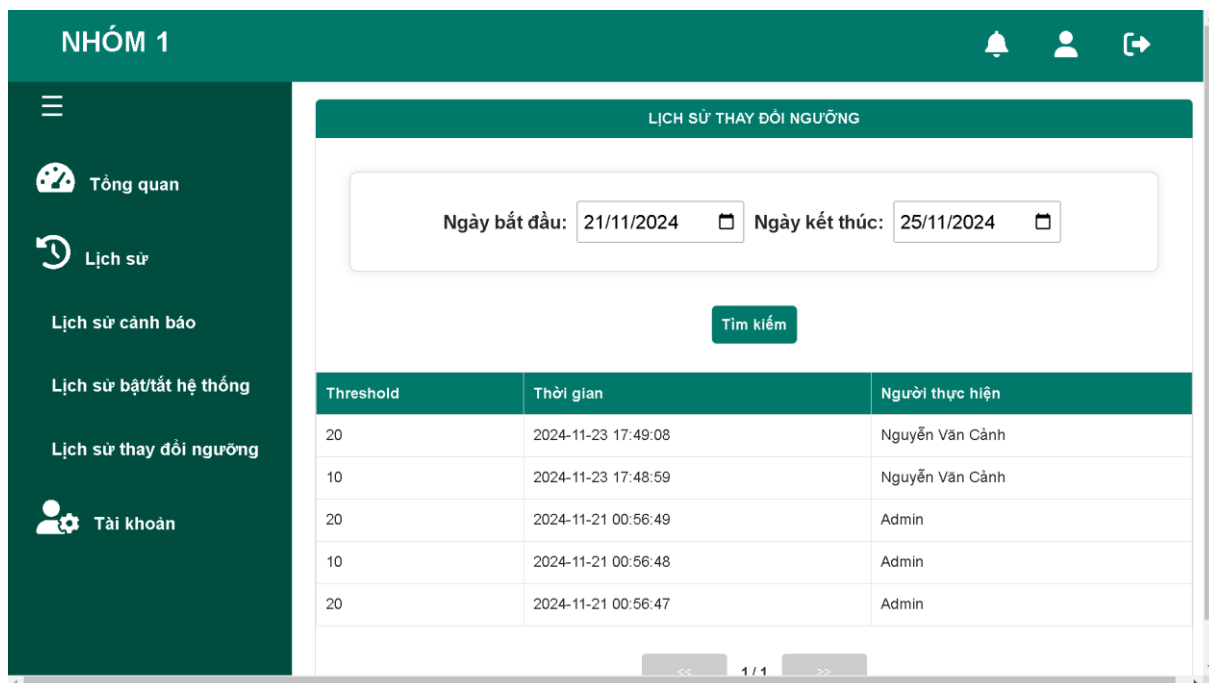 NHÓM 1
LỊCH SỬ THAY ĐỔI NGƯỠNG
Tổng quan
Ngày bắt đầu: 21/11/2024 Ngày kết thúc: 25/11/2024
Lịch sử
Lịch sử cảnh báo
Tìm kiếm
Lịch sử bật/tắt hệ thống
Lịch sử thay đổi ngưỡng
Tài khoản
Threshold Thời gian Người thực hiện
20 2024-11-23 17:49:08 Nguyễn Văn Cảnh
10 2024-11-23 17:48:59 Nguyễn Văn Cảnh
20 2024-11-21 00:56:49 Admin
10 2024-11-21 00:56:48 Admin
20 2024-11-21 00:56:47 Admin
<< 1 / 1 >>